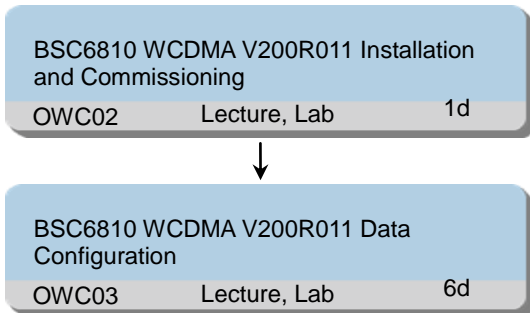 BSC6810 WCDMA V200R011 Installation
and Commissioning
OWC02 Lecture, Lab 1d
BSC6810 WCDMA V200R011 Data
Configuration
OWC03 Lecture, Lab 6d